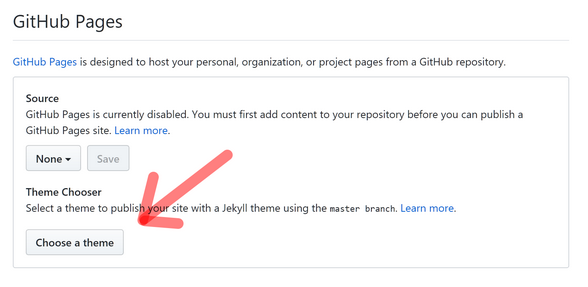 GitHub Pages
GitHub Pages is designed to host your personal, organization, or project pages from a GitHub repository.
Source
GitHub Pages is currently disabled. You must first add content to your repository before you can publish a
GitHub Pages site. Learn more.
None Save
Theme Chooser
Select a theme to publish your site with a Jekyll theme using the master branch. Learn more.
Choose a theme